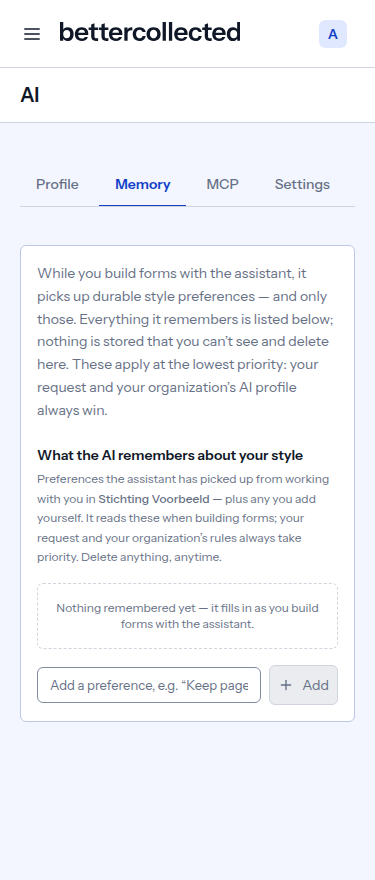 bettercollected
A
AI
Profile Memory MCP Settings
While you build forms with the assistant, it
picks up durable style preferences — and only
those. Everything it remembers is listed below;
nothing is stored that you can’t see and delete
here. These apply at the lowest priority: your
request and your organization’s AI profile
always win.
What the AI remembers about your style
Preferences the assistant has picked up from working
with you in Stichting Voorbeeld — plus any you add
yourself. It reads these when building forms; your
request and your organization’s rules always take
priority. Delete anything, anytime.
Nothing remembered yet — it fills in as you build
forms with the assistant.
Add a preference, e.g. “Keep page
+ Add